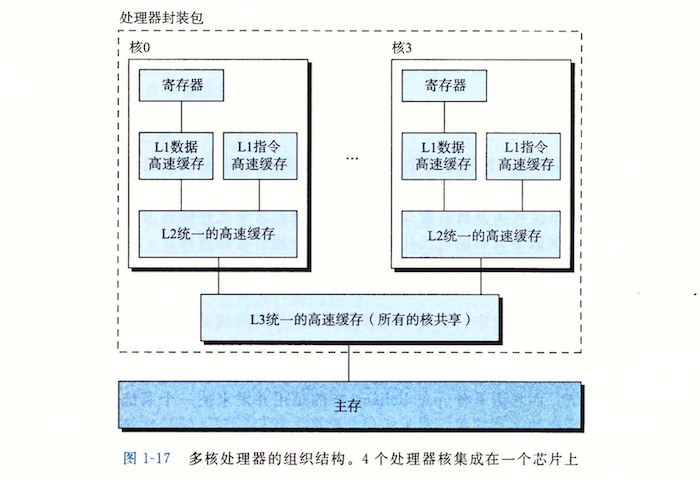 处理器封装包
核0
核3
寄存器
寄存器
L1数据
高速缓存
L1指令
高速缓存
...
L1数据
高速缓存
L1指令
高速缓存
L2统一的高速缓存
L2统一的高速缓存
L3统一的高速缓存（所有的核共享）
主存
图 1-17 多核处理器的组织结构。4 个处理器核集成在一个芯片上